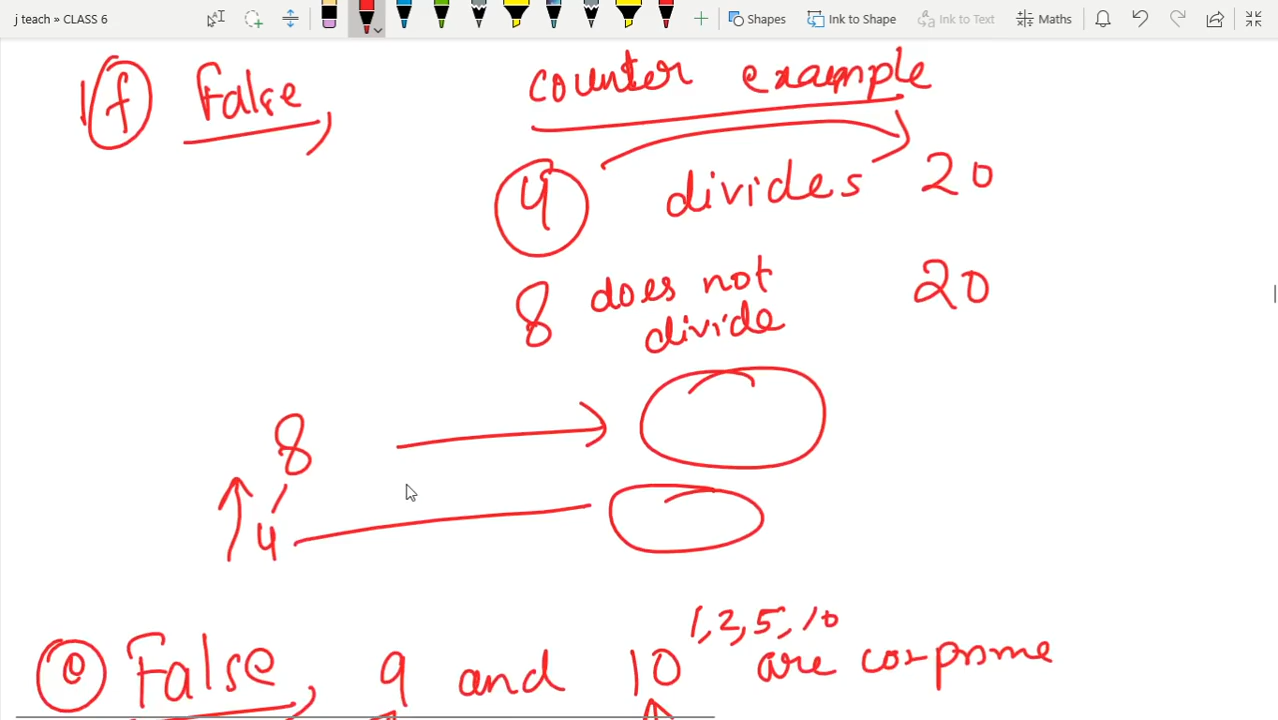 j teach » CLASS 6
Shapes
Ink to Shape
Ink to Text
Maths
f False, counter example
4 divides 20
8 does not divide 20
8
4
1, 2, 5, 10
e False, 9 and 10 are co-prome